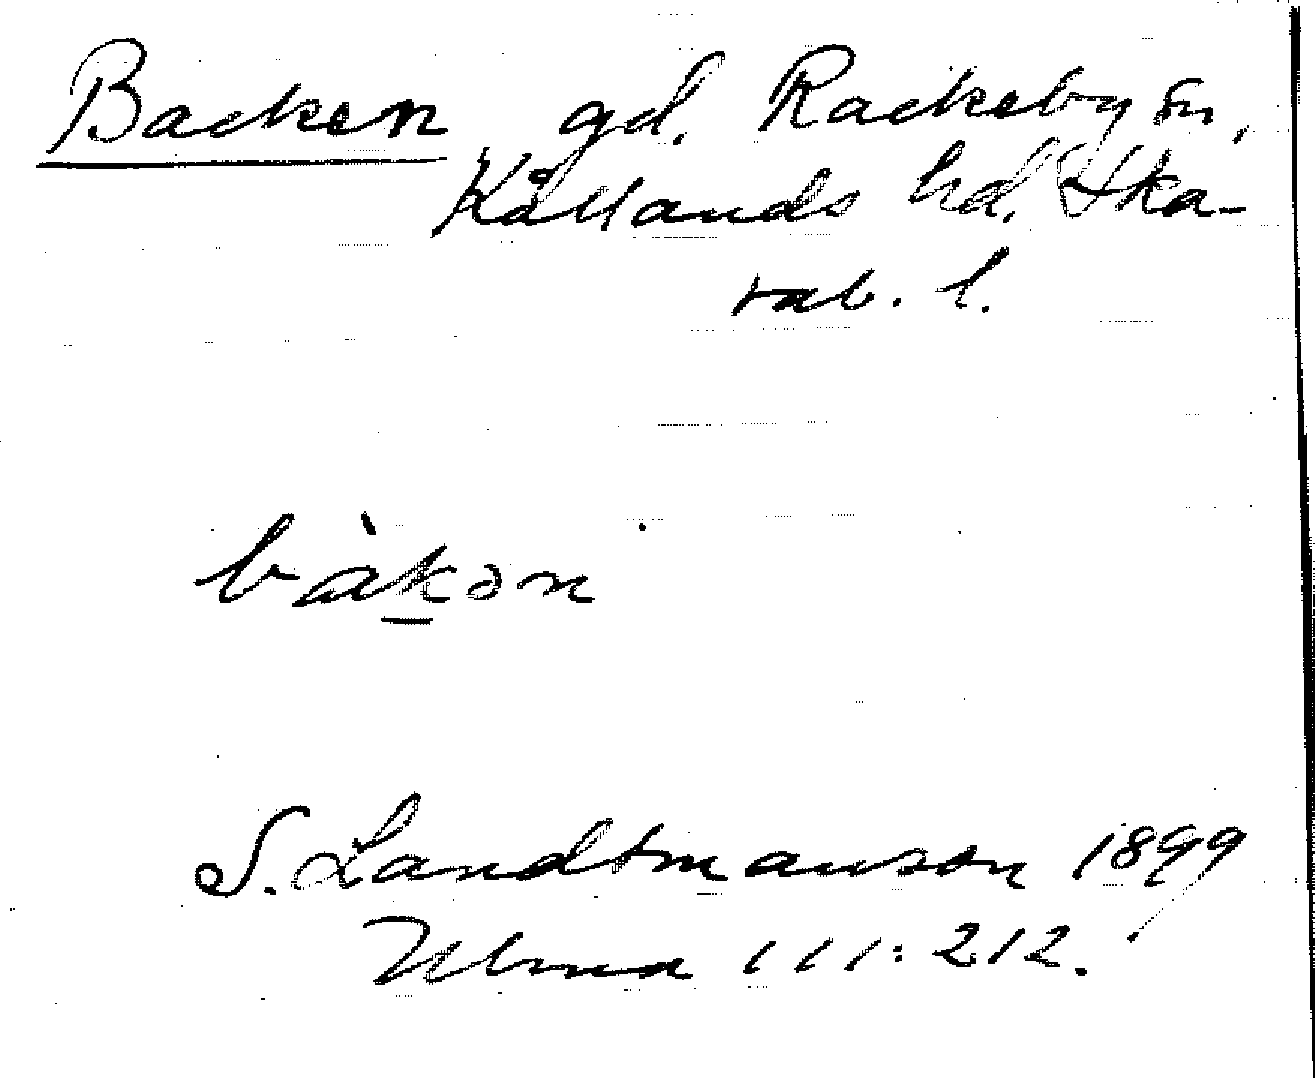 Backen gd. Rackeby sn,
Kållands hd. Ska-
rab. l.
bàkən
S. Landtmanson 1899
Ulma 111:212.